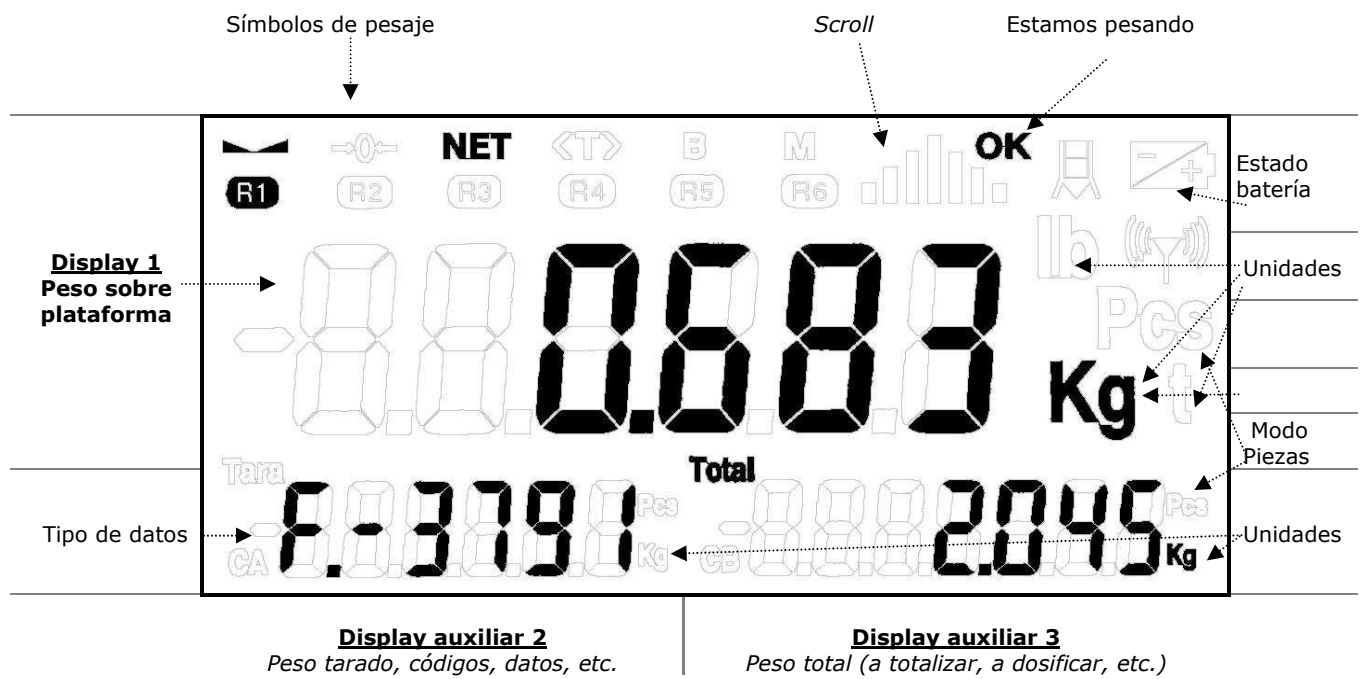 Símbolos de pesaje
Scroll
Estamos pesando
→0← NET <T> B M OK
R1 R2 R3 R4 R5 R6
Estado
batería
lb
Display 1
Peso sobre
plataforma
0.683
Unidades
Pcs
Kg t
Modo
Piezas
Tara Total
Tipo de datos
F.-3791 Pcs
CA Kg
2.045 Pcs
CB Kg
Unidades
Display auxiliar 2
Peso tarado, códigos, datos, etc.
Display auxiliar 3
Peso total (a totalizar, a dosificar, etc.)